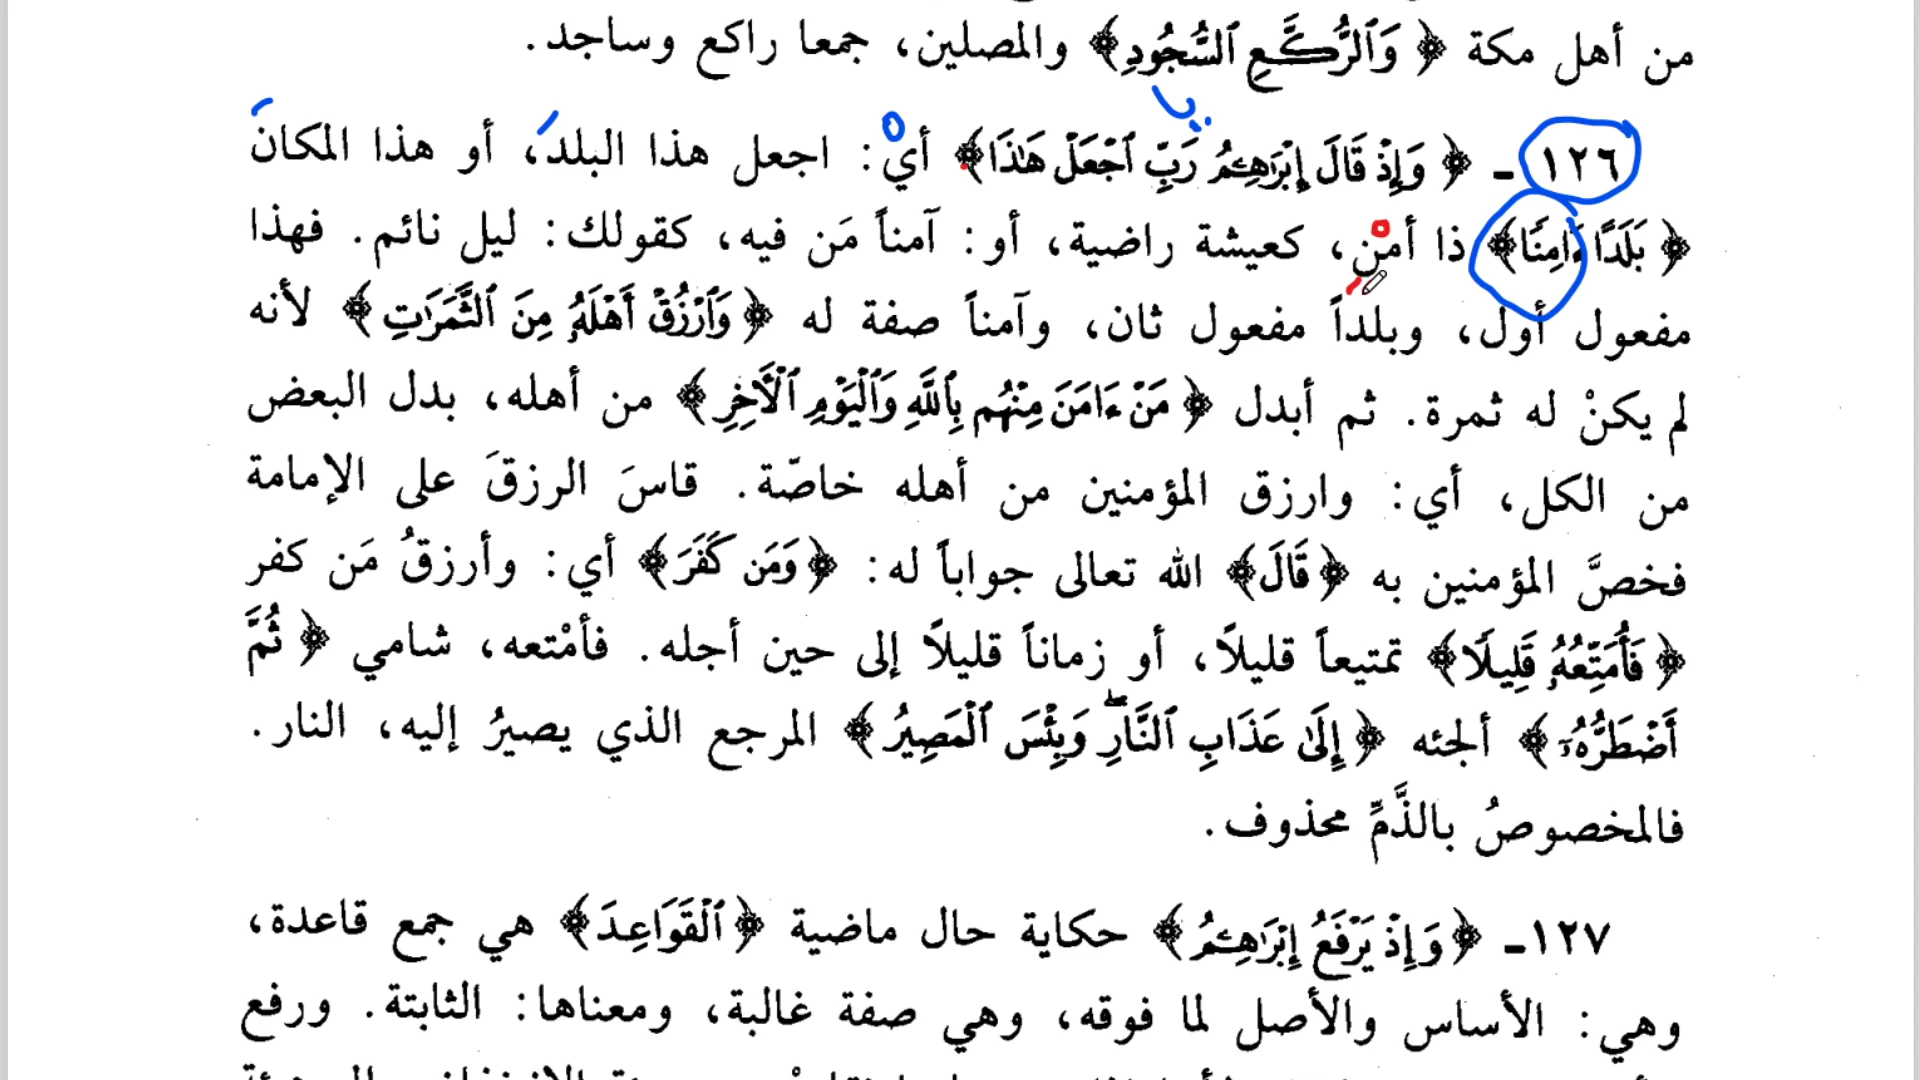 من أهل مكة ﴿وَٱلرُّكَّعِ ٱلسُّجُودِ﴾ والمصلين، جمعا راكع وساجد.
١٢٦ ـ ﴿وَإِذْ قَالَ إِبْرَٰهِـۧمُ رَبِّ ٱجْعَلْ هَـٰذَا﴾ أي: اجعل هذا البلد، أو هذا المكان
﴿بَلَدًا ءَامِنًا﴾ ذا أمن، كعيشة راضية، أو: آمناً مَن فيه، كقولك: ليل نائم. فهذا
مفعول أول، وبلداً مفعول ثان، وآمناً صفة له ﴿وَٱرْزُقْ أَهْلَهُۥ مِنَ ٱلثَّمَرَٰتِ﴾ لأنه
لم يكنْ له ثمرة. ثم أبدل ﴿مَنْ ءَامَنَ مِنْهُم بِٱللَّهِ وَٱلْيَوْمِ ٱلْـَٔاخِرِ﴾ من أهله، بدل البعض
من الكل، أي: وارزق المؤمنين من أهله خاصّة. قاسَ الرزقَ على الإمامة
فخصَّ المؤمنين به ﴿قَالَ﴾ الله تعالى جواباً له: ﴿وَمَن كَفَرَ﴾ أي: وأرزقُ مَن كفر
﴿فَأُمَتِّعُهُۥ قَلِيلًا﴾ تمتيعاً قليلًا، أو زماناً قليلًا إلى حين أجله. فأمْتعه، شامي ﴿ثُمَّ
أَضْطَرُّهُۥٓ﴾ ألجئه ﴿إِلَىٰ عَذَابِ ٱلنَّارِ ۖ وَبِئْسَ ٱلْمَصِيرُ﴾ المرجع الذي يصيرُ إليه، النار.
فالمخصوصُ بالذَّمِّ محذوف.
١٢٧ ـ ﴿وَإِذْ يَرْفَعُ إِبْرَٰهِـۧمُ﴾ حكاية حال ماضية ﴿ٱلْقَوَاعِدَ﴾ هي جمع قاعدة،
وهي: الأساس والأصل لما فوقه، وهي صفة غالبة، ومعناها: الثابتة. ورفع